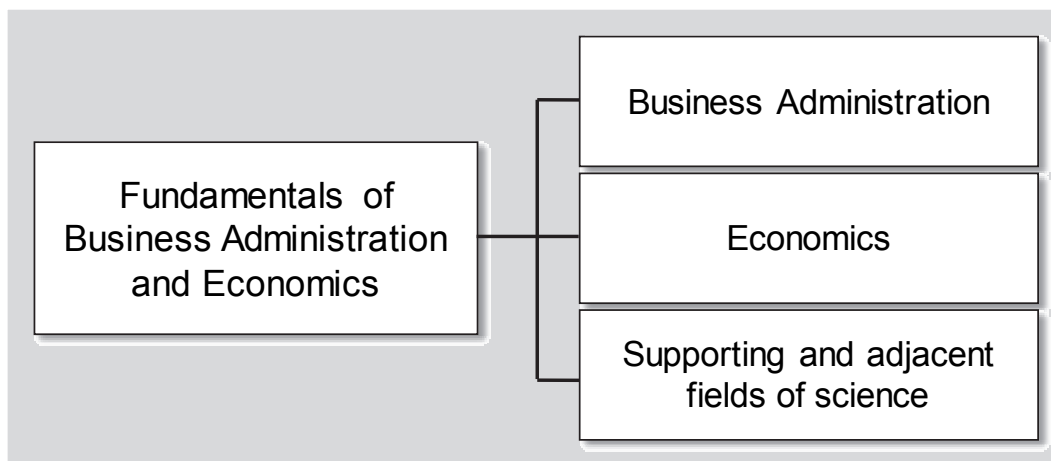 Fundamentals of
Business Administration
and Economics
Business Administration
Economics
Supporting and adjacent
fields of science